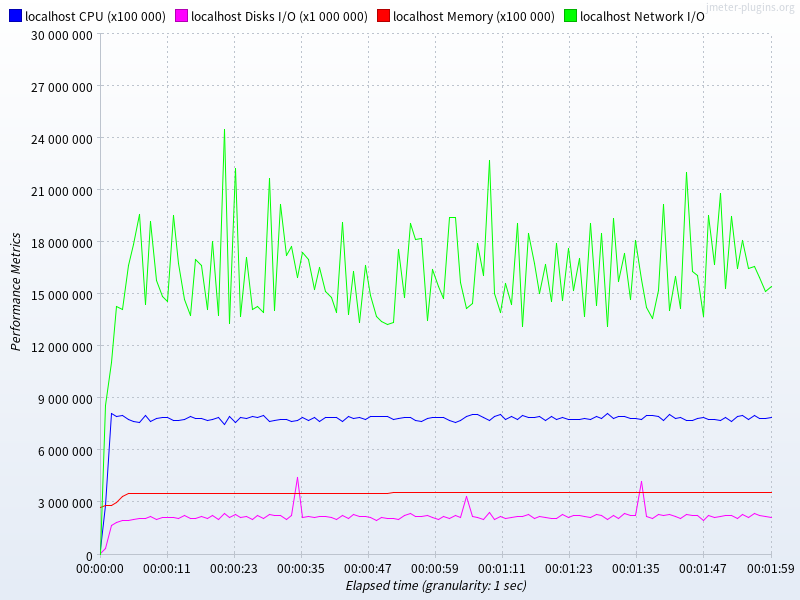 localhost CPU (x100 000) localhost Disks I/O (x1 000 000) localhost Memory (x100 000) localhost Network I/O
jmeter-plugins.org
30 000 000
27 000 000
24 000 000
21 000 000
18 000 000
15 000 000
12 000 000
9 000 000
6 000 000
3 000 000
0
Performance Metrics
00:00:00 00:00:11 00:00:23 00:00:35 00:00:47 00:00:59 00:01:11 00:01:23 00:01:35 00:01:47 00:01:59
Elapsed time (granularity: 1 sec)